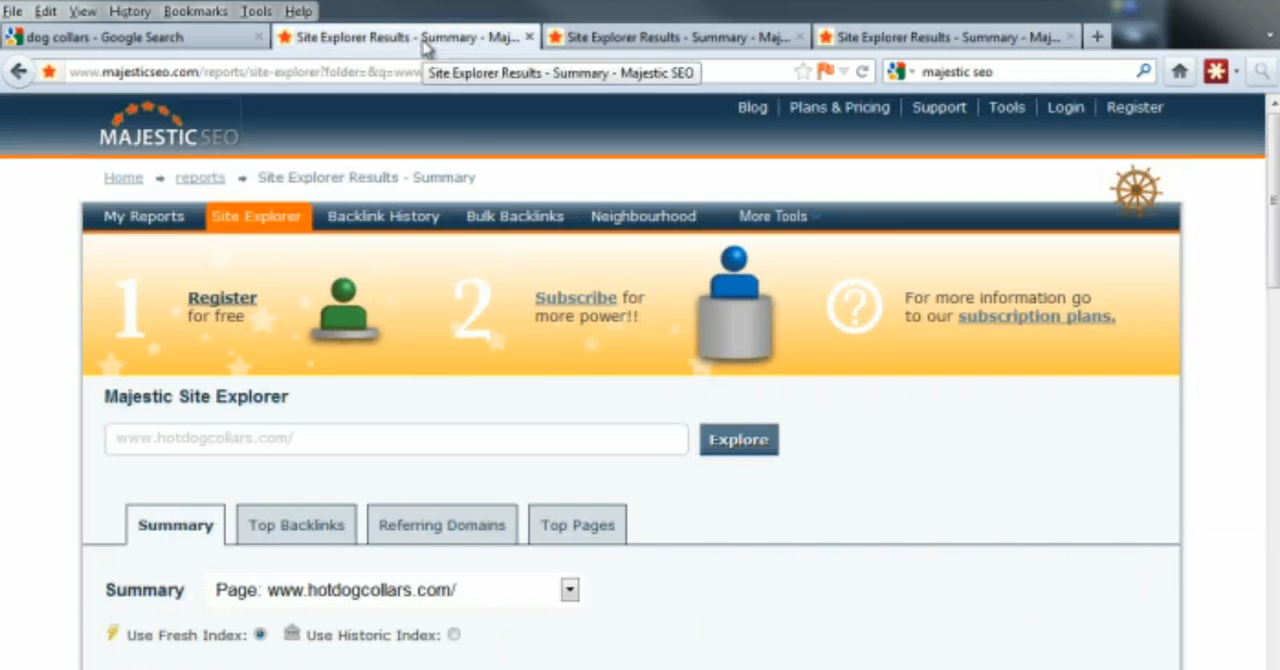 File Edit View History Bookmarks Tools Help
dog collars - Google Search
Site Explorer Results - Summary - Maj...
Site Explorer Results - Summary - Maj...
Site Explorer Results - Summary - Maj...
www.majesticseo.com/reports/site-explorer?folder=&q=www
Site Explorer Results - Summary - Majestic SEO
majestic seo
MAJESTICSEO
Blog | Plans & Pricing | Support | Tools | Login | Register
Home reports Site Explorer Results - Summary
My Reports Site Explorer Backlink History Bulk Backlinks Neighbourhood More Tools
1 Register
for free
2 Subscribe for
more power!!
? For more information go
to our subscription plans.
Majestic Site Explorer
www.hotdogcollars.com/
Explore
Summary Top Backlinks Referring Domains Top Pages
Summary Page: www.hotdogcollars.com/
Use Fresh Index: Use Historic Index: